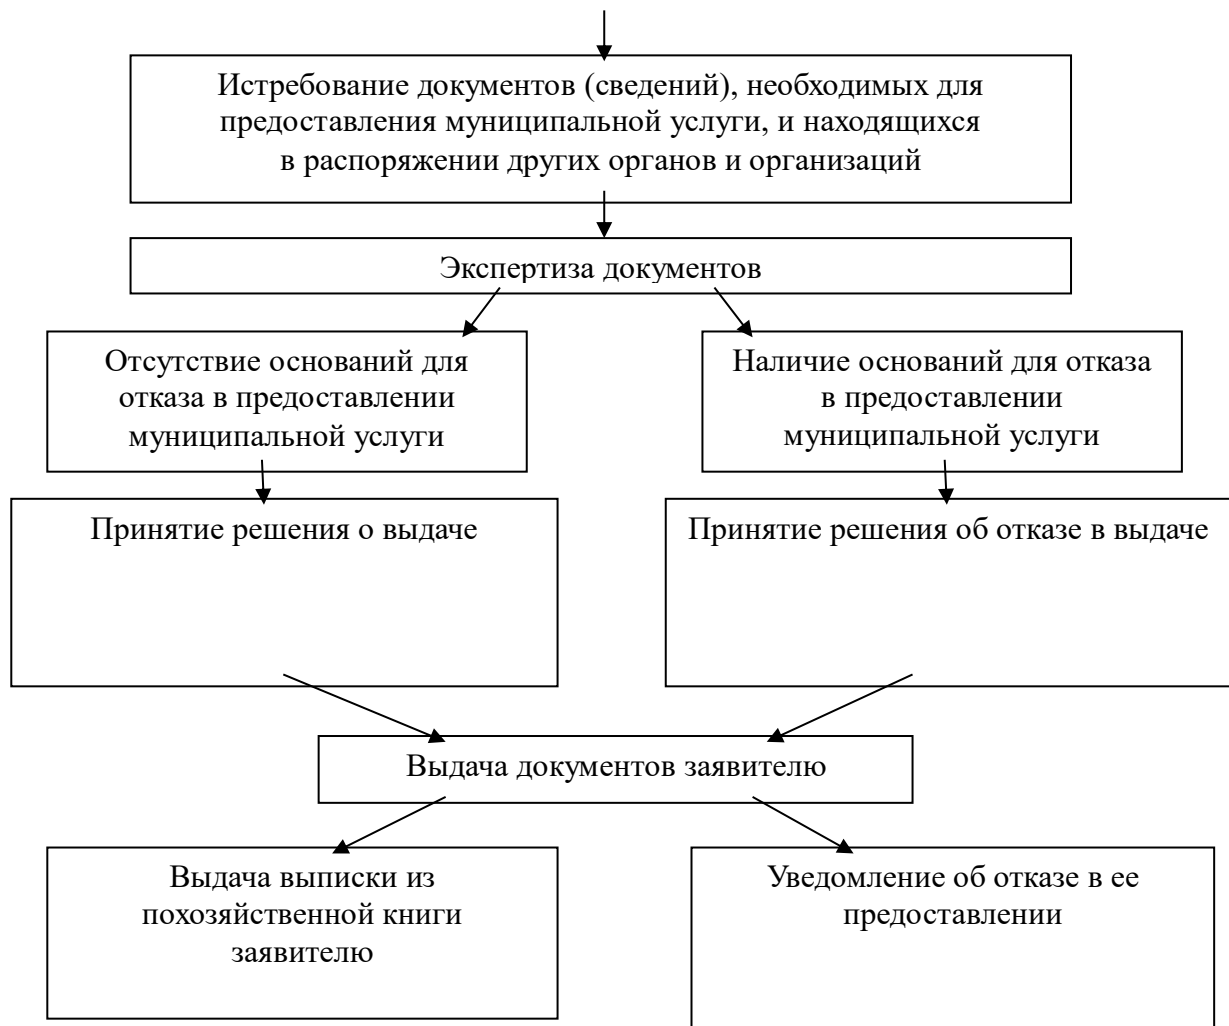 Истребование документов (сведений), необходимых для
предоставления муниципальной услуги, и находящихся
в распоряжении других органов и организаций
Экспертиза документов
Отсутствие оснований для
отказа в предоставлении
муниципальной услуги
Наличие оснований для отказа
в предоставлении
муниципальной услуги
Принятие решения о выдаче
Принятие решения об отказе в выдаче
Выдача документов заявителю
Выдача выписки из
похозяйственной книги
заявителю
Уведомление об отказе в ее
предоставлении